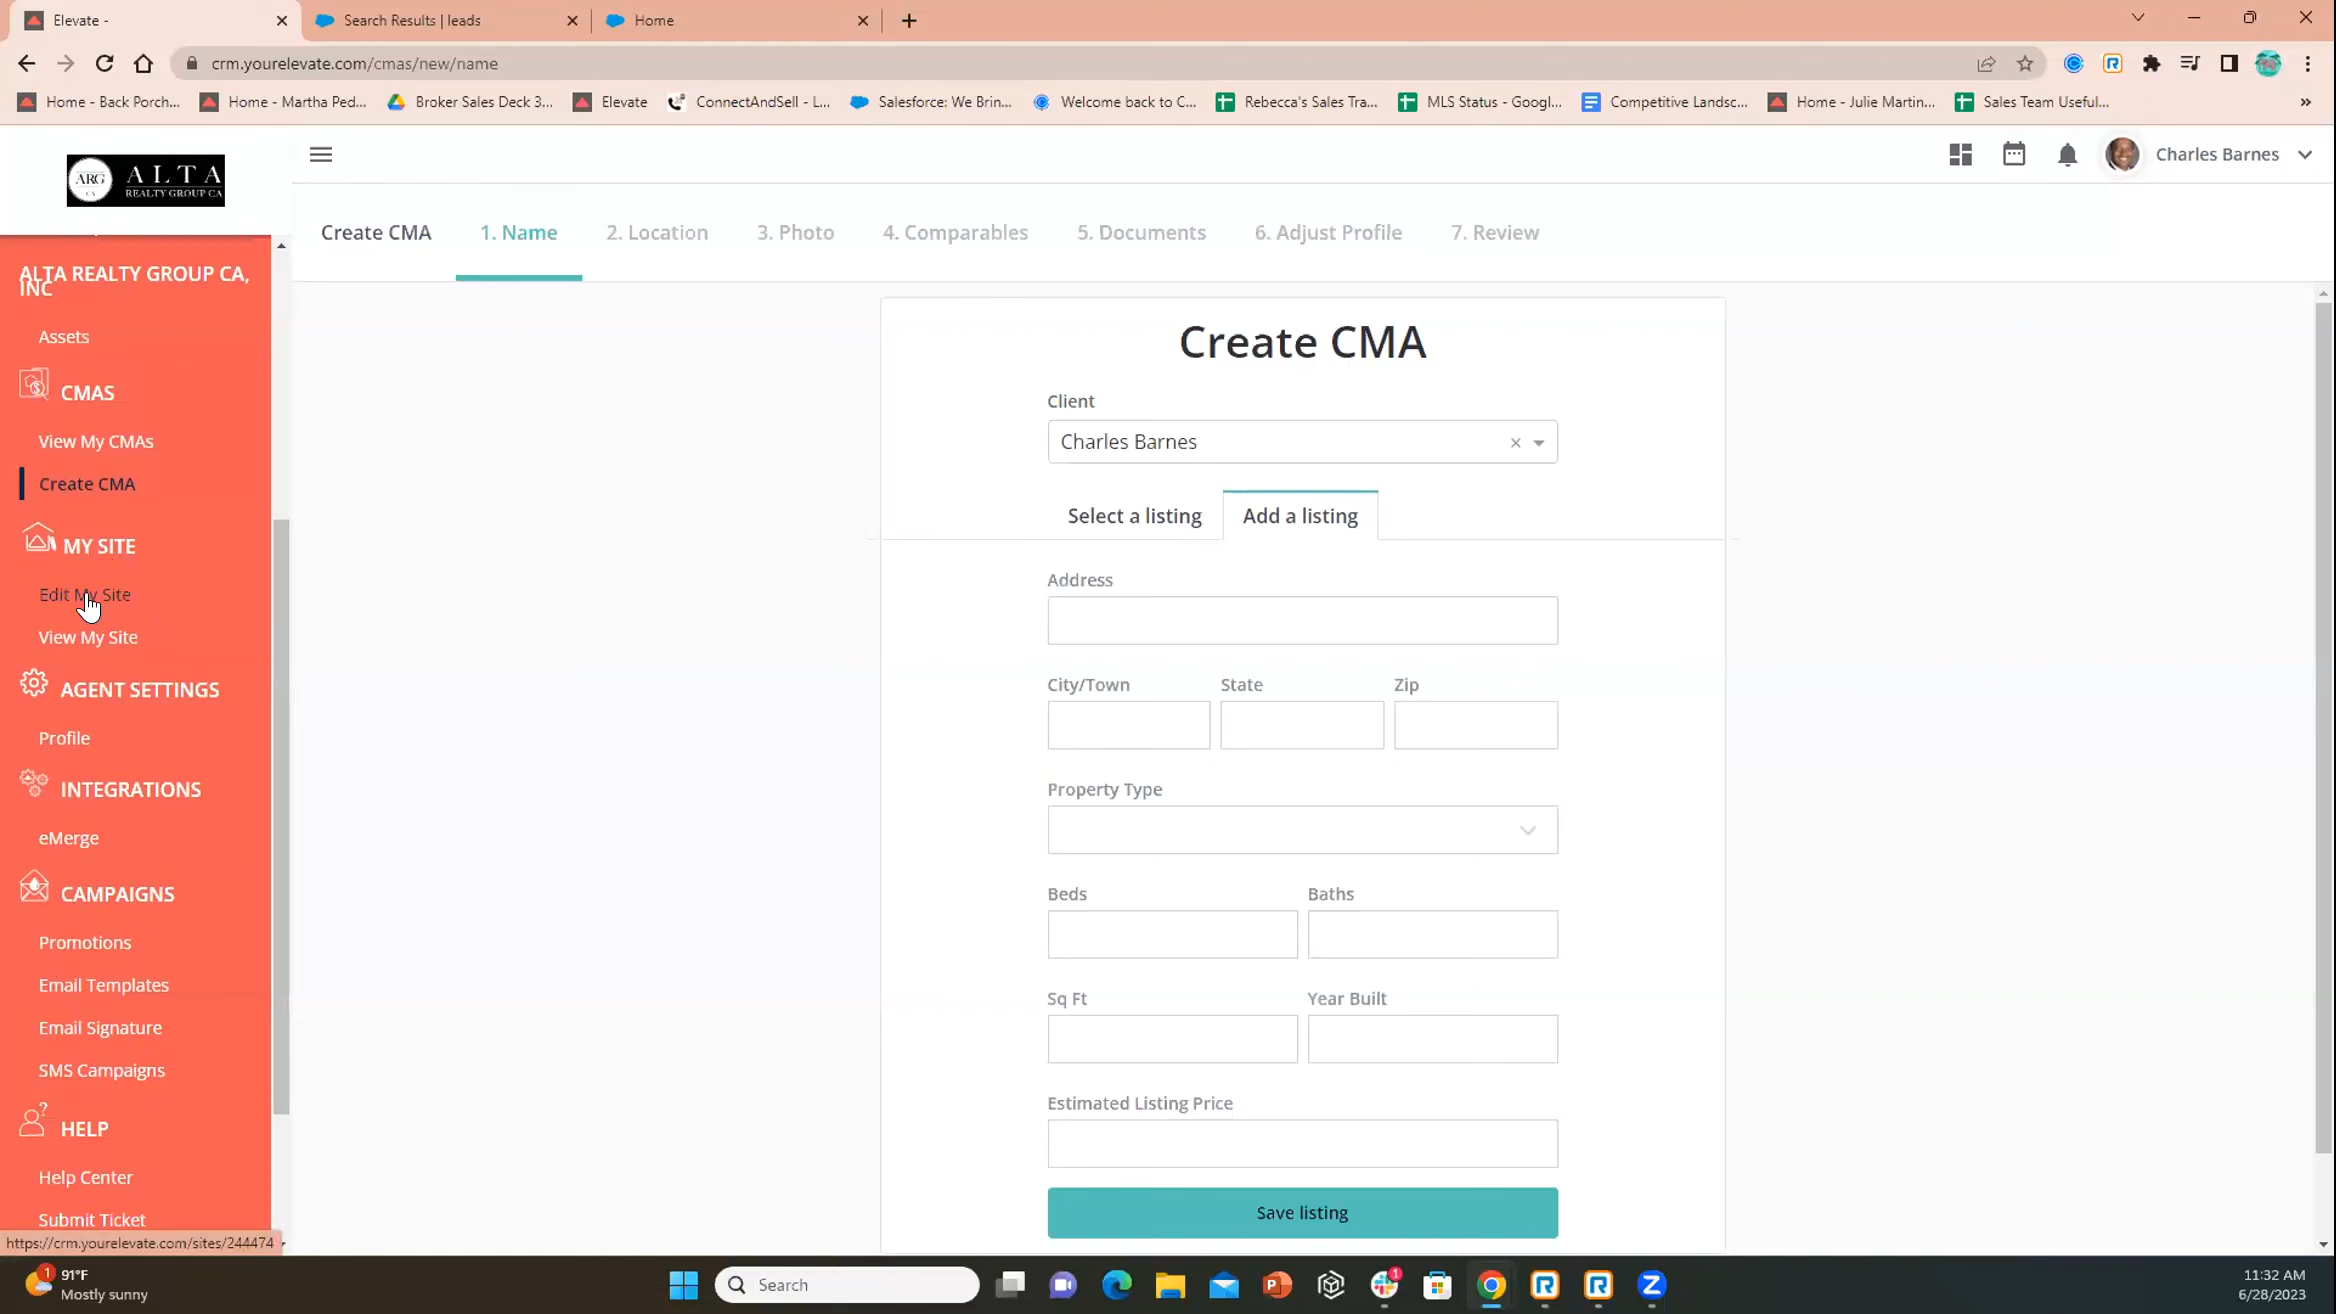 Elevate -
Search Results | leads
Home
crm.yourelevate.com/cmas/new/name
Home - Back Porch...
Home - Martha Ped...
Broker Sales Deck 3...
Elevate
ConnectAndSell - L...
Salesforce: We Brin...
Welcome back to C...
Rebecca's Sales Tra...
MLS Status - Googl...
Competitive Landsc...
Home - Julie Martin...
Sales Team Useful...
ARG
CA
ALTA
REALTY GROUP CA
Charles Barnes
Create CMA
1. Name
2. Location
3. Photo
4. Comparables
5. Documents
6. Adjust Profile
7. Review
ALTA REALTY GROUP CA,
INC
Assets
CMAS
View My CMAs
Create CMA
MY SITE
Edit My Site
View My Site
AGENT SETTINGS
Profile
INTEGRATIONS
eMerge
CAMPAIGNS
Promotions
Email Templates
Email Signature
SMS Campaigns
HELP
Help Center
Submit Ticket
https://crm.yourelevate.com/sites/244474
Create CMA
Client
Charles Barnes
Select a listing
Add a listing
Address
City/Town
State
Zip
Property Type
Beds
Baths
Sq Ft
Year Built
Estimated Listing Price
Save listing
1
91°F
Mostly sunny
Search
1
11:32 AM
6/28/2023